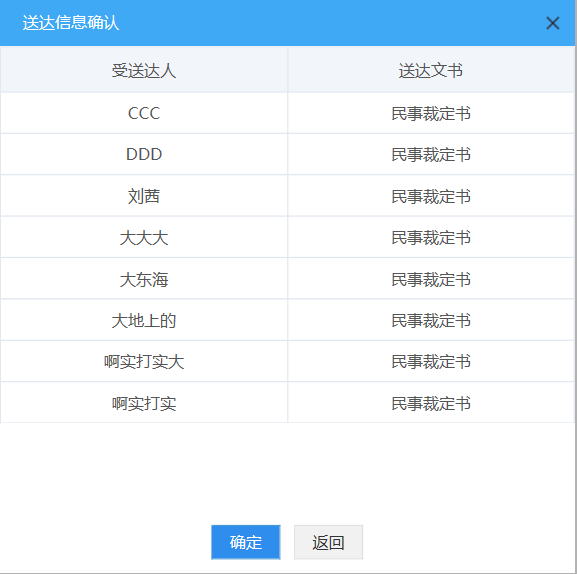 送达信息确认
受送达人 送达文书
CCC 民事裁定书
DDD 民事裁定书
刘茜 民事裁定书
大大大 民事裁定书
大东海 民事裁定书
大地上的 民事裁定书
啊实打实大 民事裁定书
啊实打实 民事裁定书
确定 返回